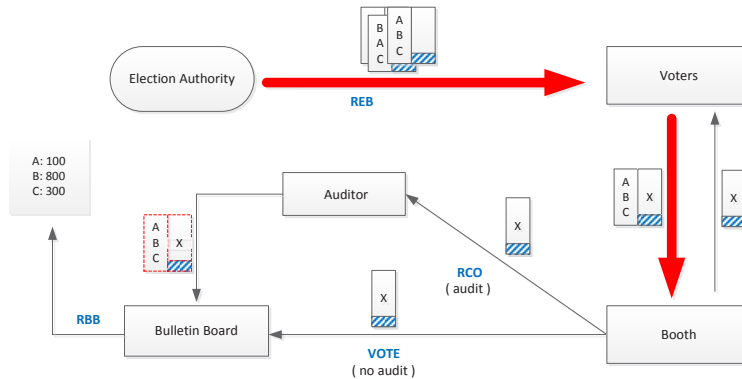 A
B
B
A
C
C
Election Authority
Voters
REB
A: 100
B: 800
C: 300
A
B
C
X
X
Auditor
X
A
B
C
X
RCO
( audit )
X
RBB
Bulletin Board
Booth
VOTE
( no audit )